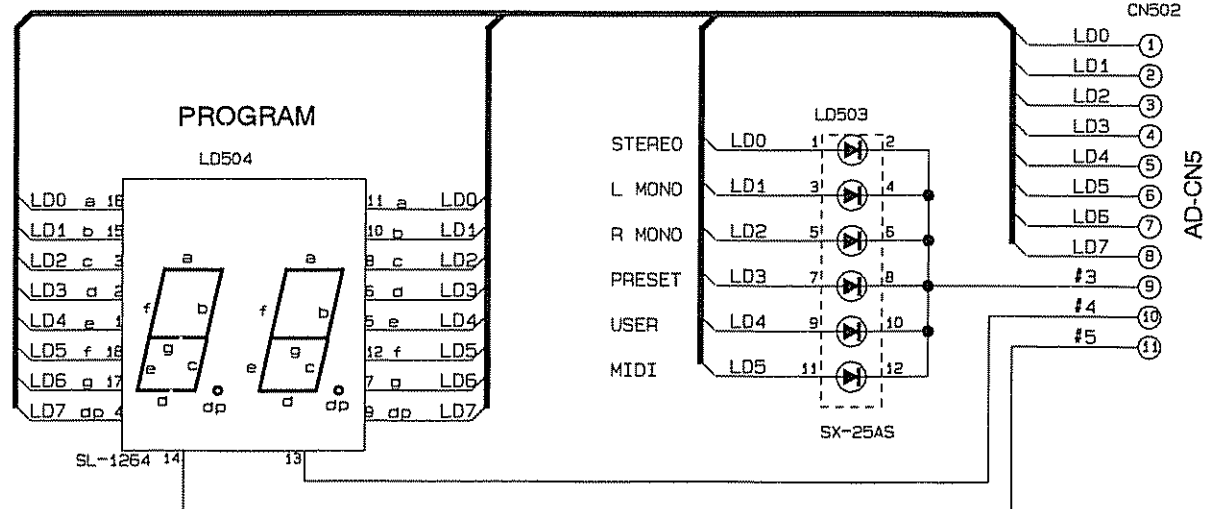 CN502
LD0 1
LD1 2
LD2 3
LD3 4
LD4 5
LD5 6
LD6 7
LD7 8
#3 9
#4 10
#5 11
AD-CN5
PROGRAM
LD504
LD0 a 16 11 a LD0
LD1 b 15 10 b LD1
LD2 c 3 8 c LD2
LD3 d 2 6 d LD3
LD4 e 1 5 e LD4
LD5 f 18 12 f LD5
LD6 g 17 7 g LD6
LD7 dp 4 9 dp LD7
a a
f b f b
g g
e c e c
d dp d dp
SL-1264 14 13
LD503
STEREO LD0 1 2
L MONO LD1 3 4
R MONO LD2 5 6
PRESET LD3 7 8
USER LD4 9 10
MIDI LD5 11 12
SX-25AS